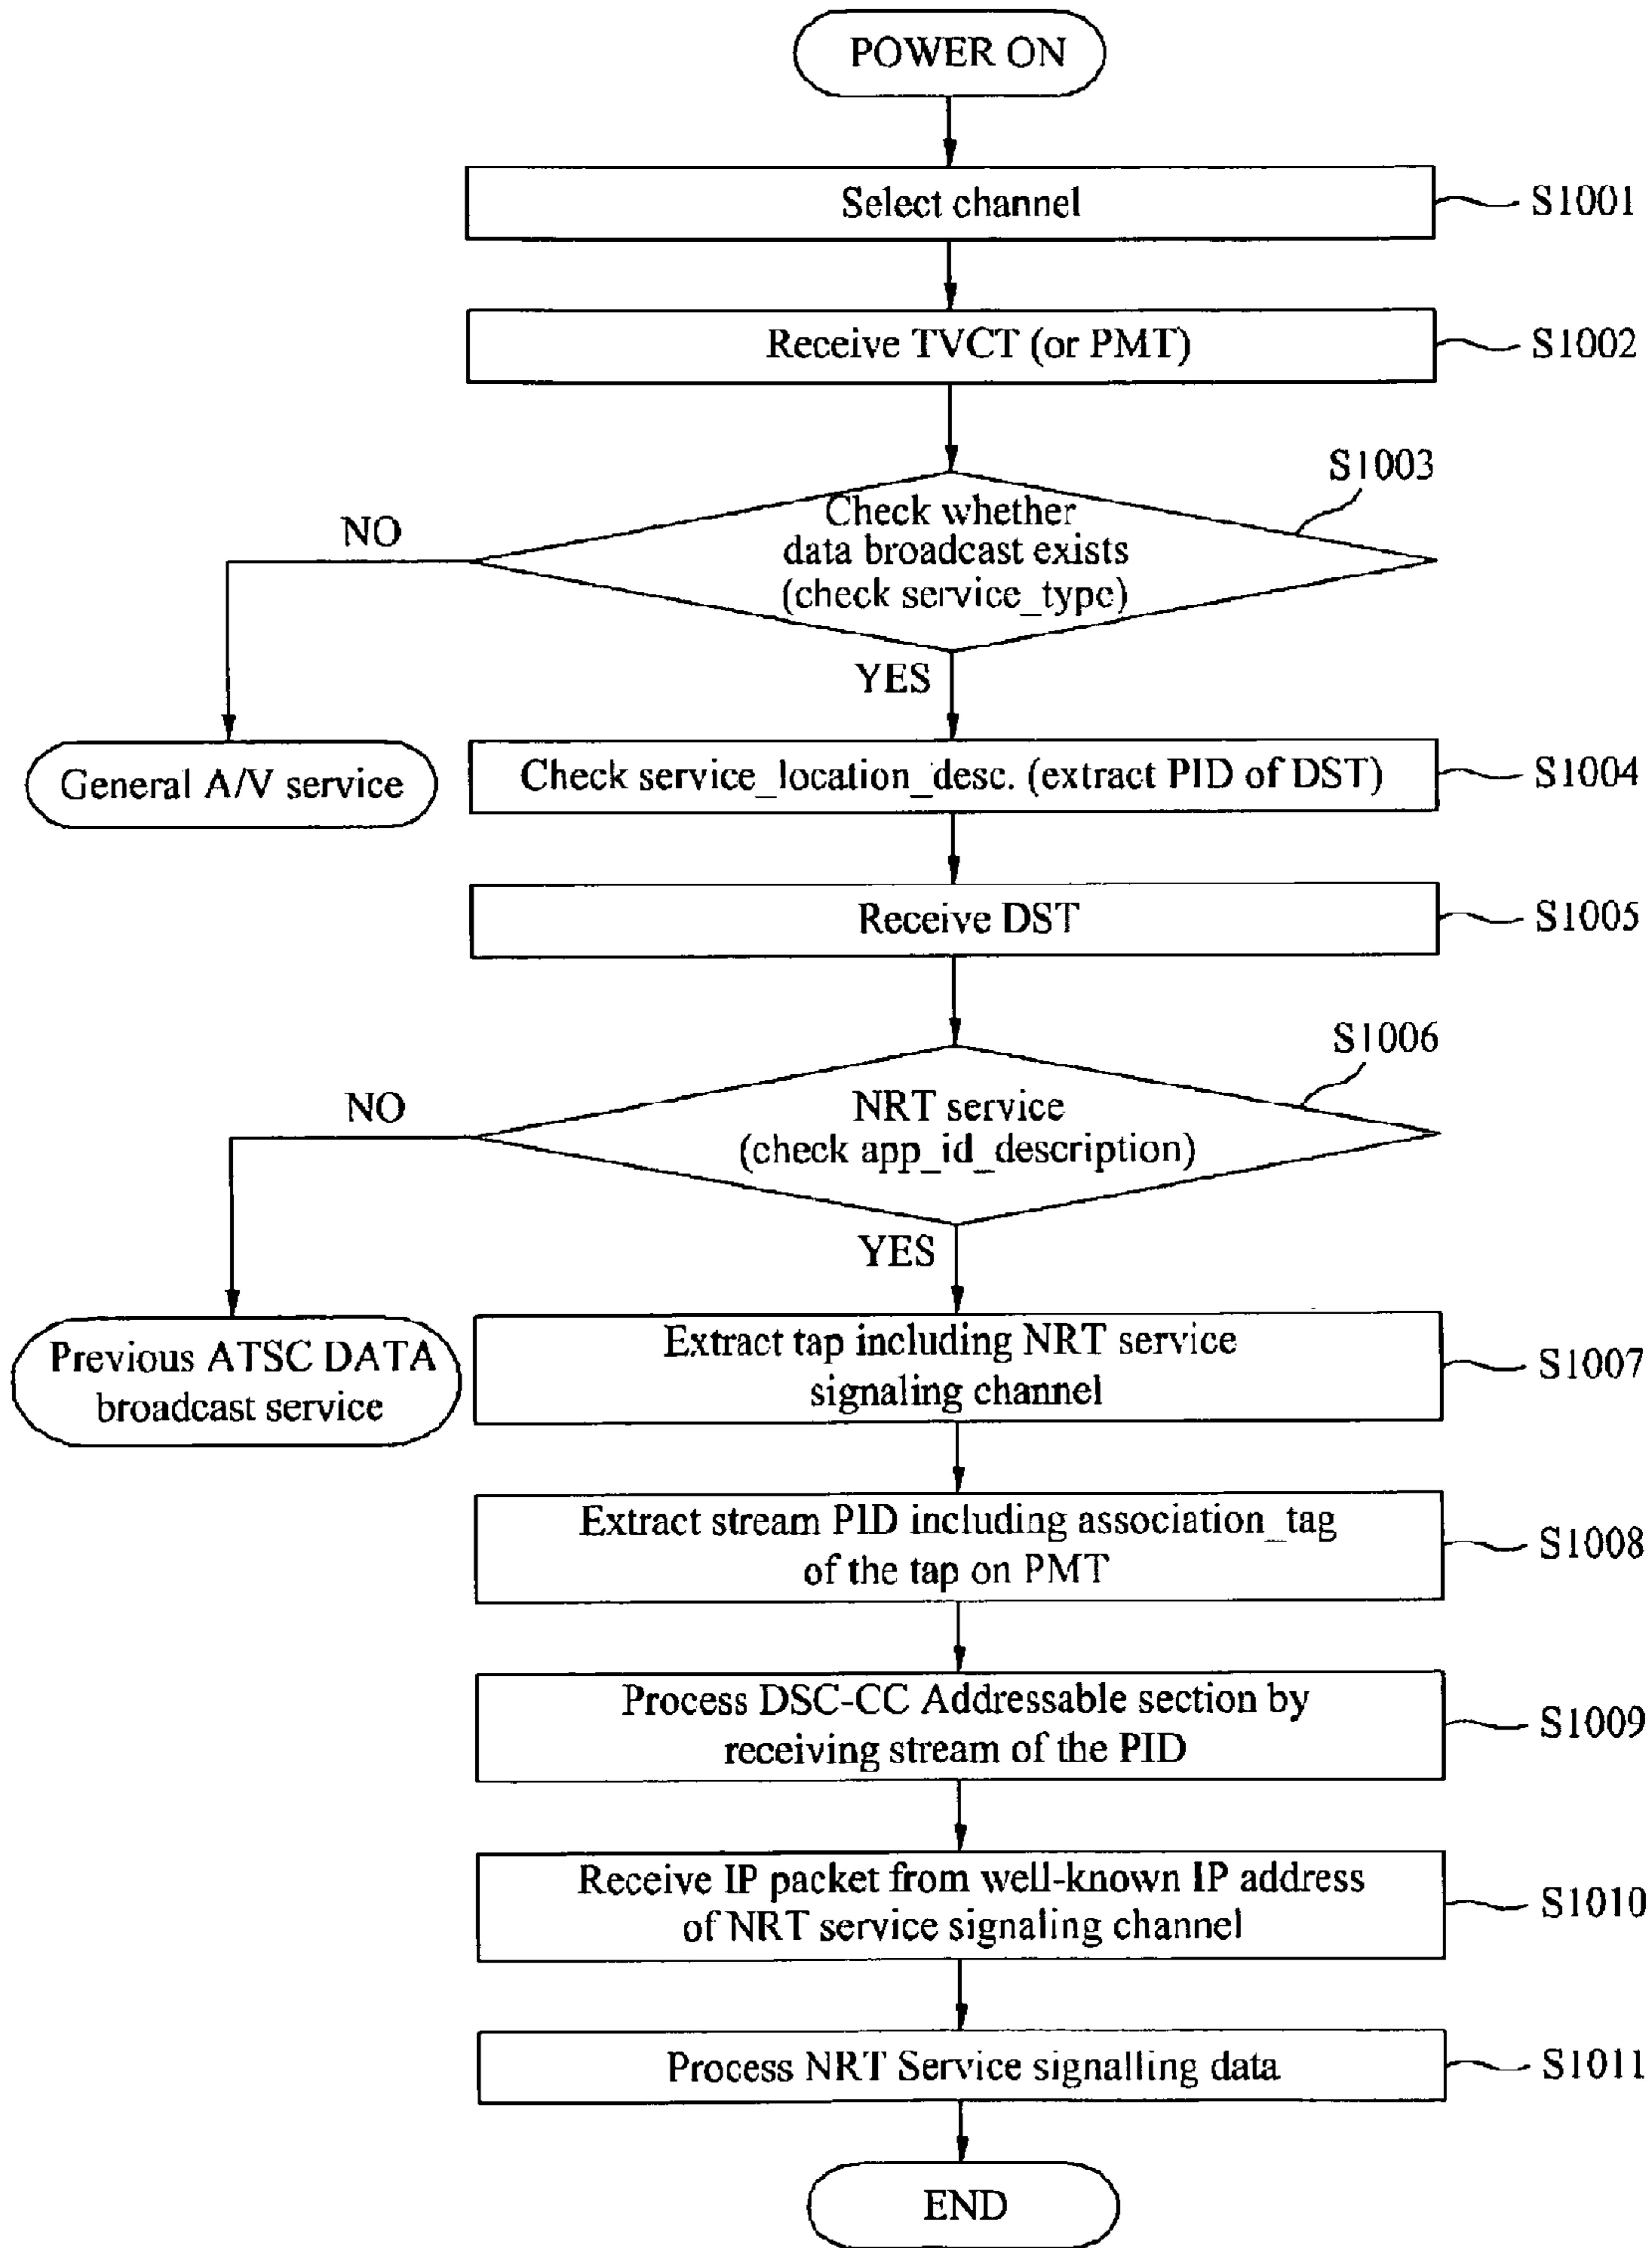 POWER ON
Select channel
S1001
Receive TVCT (or PMT)
S1002
S1003
Check whether
data broadcast exists
(check service_type)
NO
YES
General A/V service
Check service_location_desc. (extract PID of DST)
S1004
Receive DST
S1005
S1006
NRT service
(check app_id_description)
NO
YES
Previous ATSC DATA
broadcast service
Extract tap including NRT service
signaling channel
S1007
Extract stream PID including association_tag
of the tap on PMT
S1008
Process DSC-CC Addressable section by
receiving stream of the PID
S1009
Receive IP packet from well-known IP address
of NRT service signaling channel
S1010
Process NRT Service signalling data
S1011
END